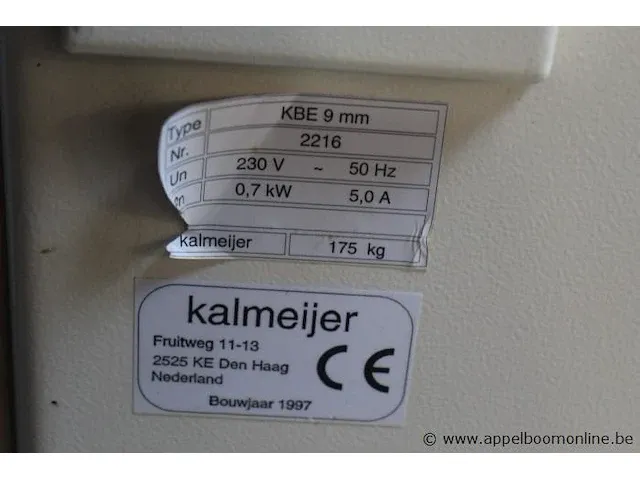 Type KBE 9 mm
Nr. 2216
Un 230 V ~ 50 Hz
0,7 kW 5,0 A
kalmeijer 175 kg
kalmeijer
Fruitweg 11-13
2525 KE Den Haag
Nederland
CE
Bouwjaar 1997
© www.appelboomonline.be